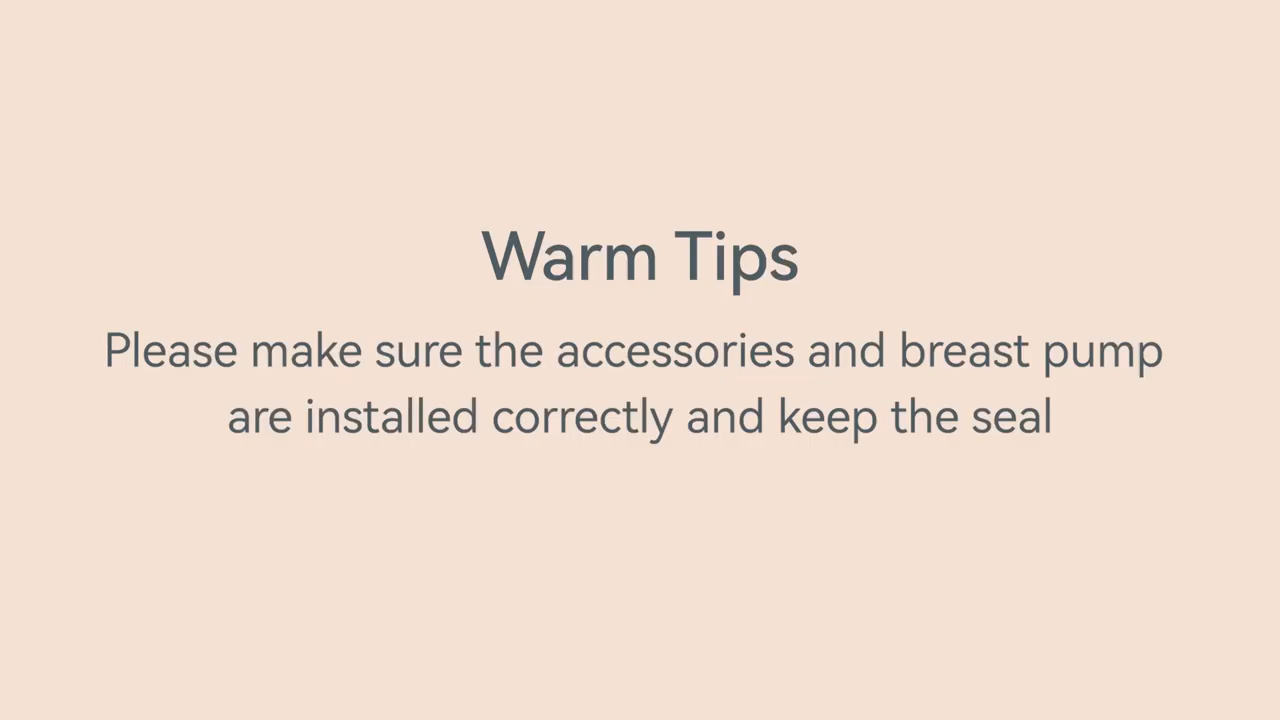 Warm Tips
Please make sure the accessories and breast pump
are installed correctly and keep the seal